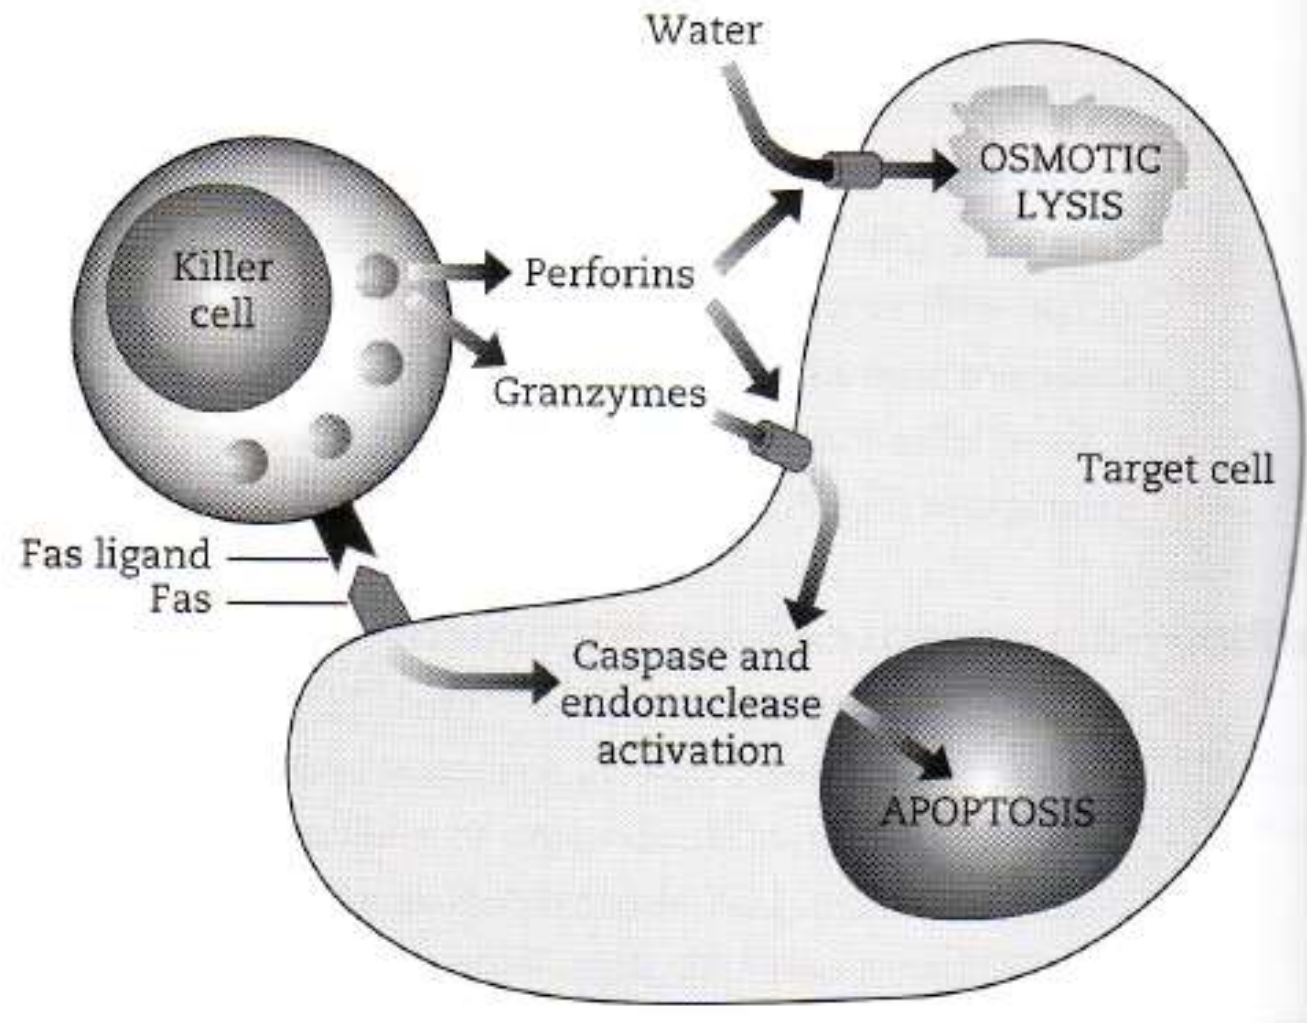 Water
OSMOTIC
LYSIS
Killer
cell
Perforins
Granzymes
Target cell
Fas ligand
Fas
Caspase and
endonuclease
activation
APOPTOSIS